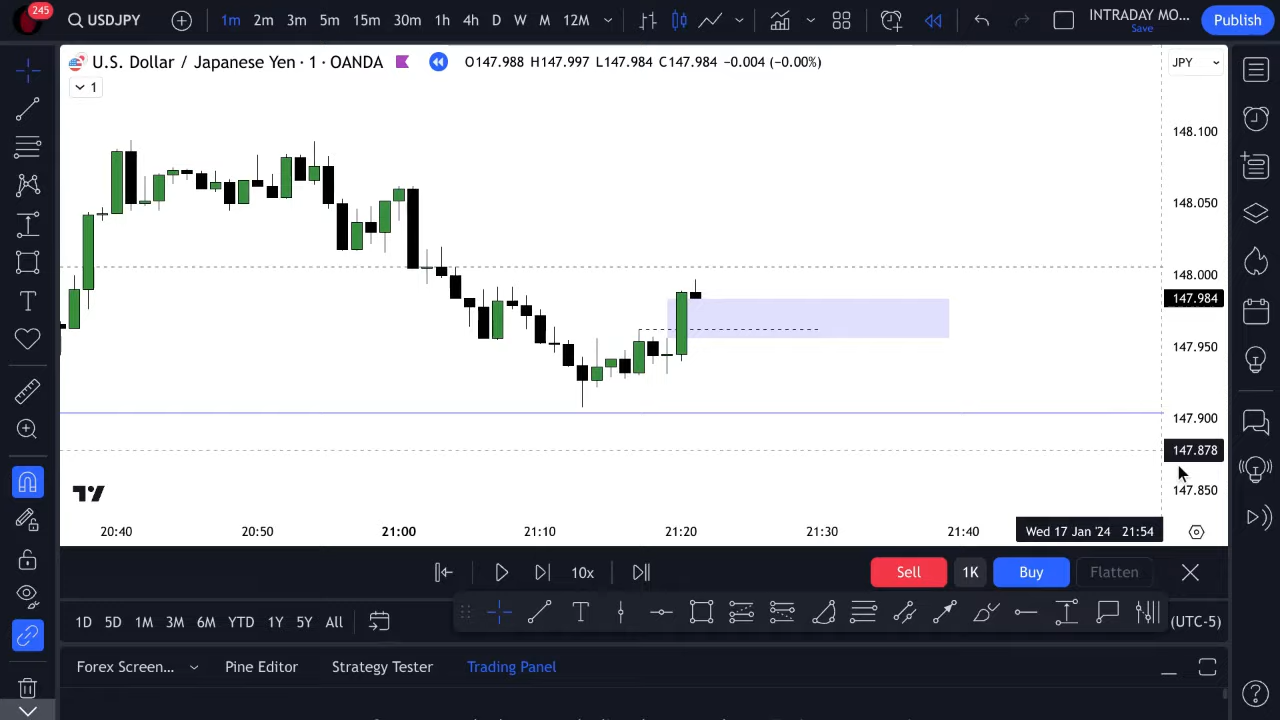 245
USDJPY
1m 2m 3m 5m 15m 30m 1h 4h D W M 12M
INTRADAY MO...
Save
Publish
U.S. Dollar / Japanese Yen · 1 · OANDA O147.988 H147.997 L147.984 C147.984 −0.004 (−0.00%)
JPY
1
148.100
148.050
148.000
147.984
147.950
147.900
147.878
147.850
20:40 20:50 21:00 21:10 21:20 21:30 21:40 Wed 17 Jan '24 21:54
10x
Sell 1K Buy Flatten
1D 5D 1M 3M 6M YTD 1Y 5Y All
(UTC-5)
Forex Screen... Pine Editor Strategy Tester Trading Panel